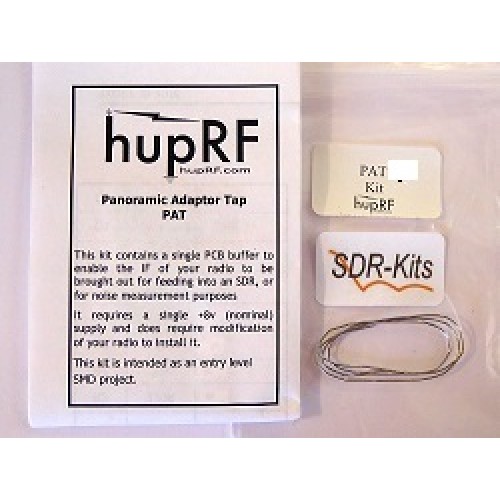 hupRF
hupRF.com
Panoramic Adaptor Tap
PAT
This kit contains a single PCB buffer to
enable the IF of your radio to be
brought out for feeding into an SDR, or
for noise measurement purposes
It requires a single +8v (nominal)
supply and does require modification
of your radio to install it.
This kit is intended as an entry level
SMD project.
PAT
Kit
hupRF
SDR-Kits